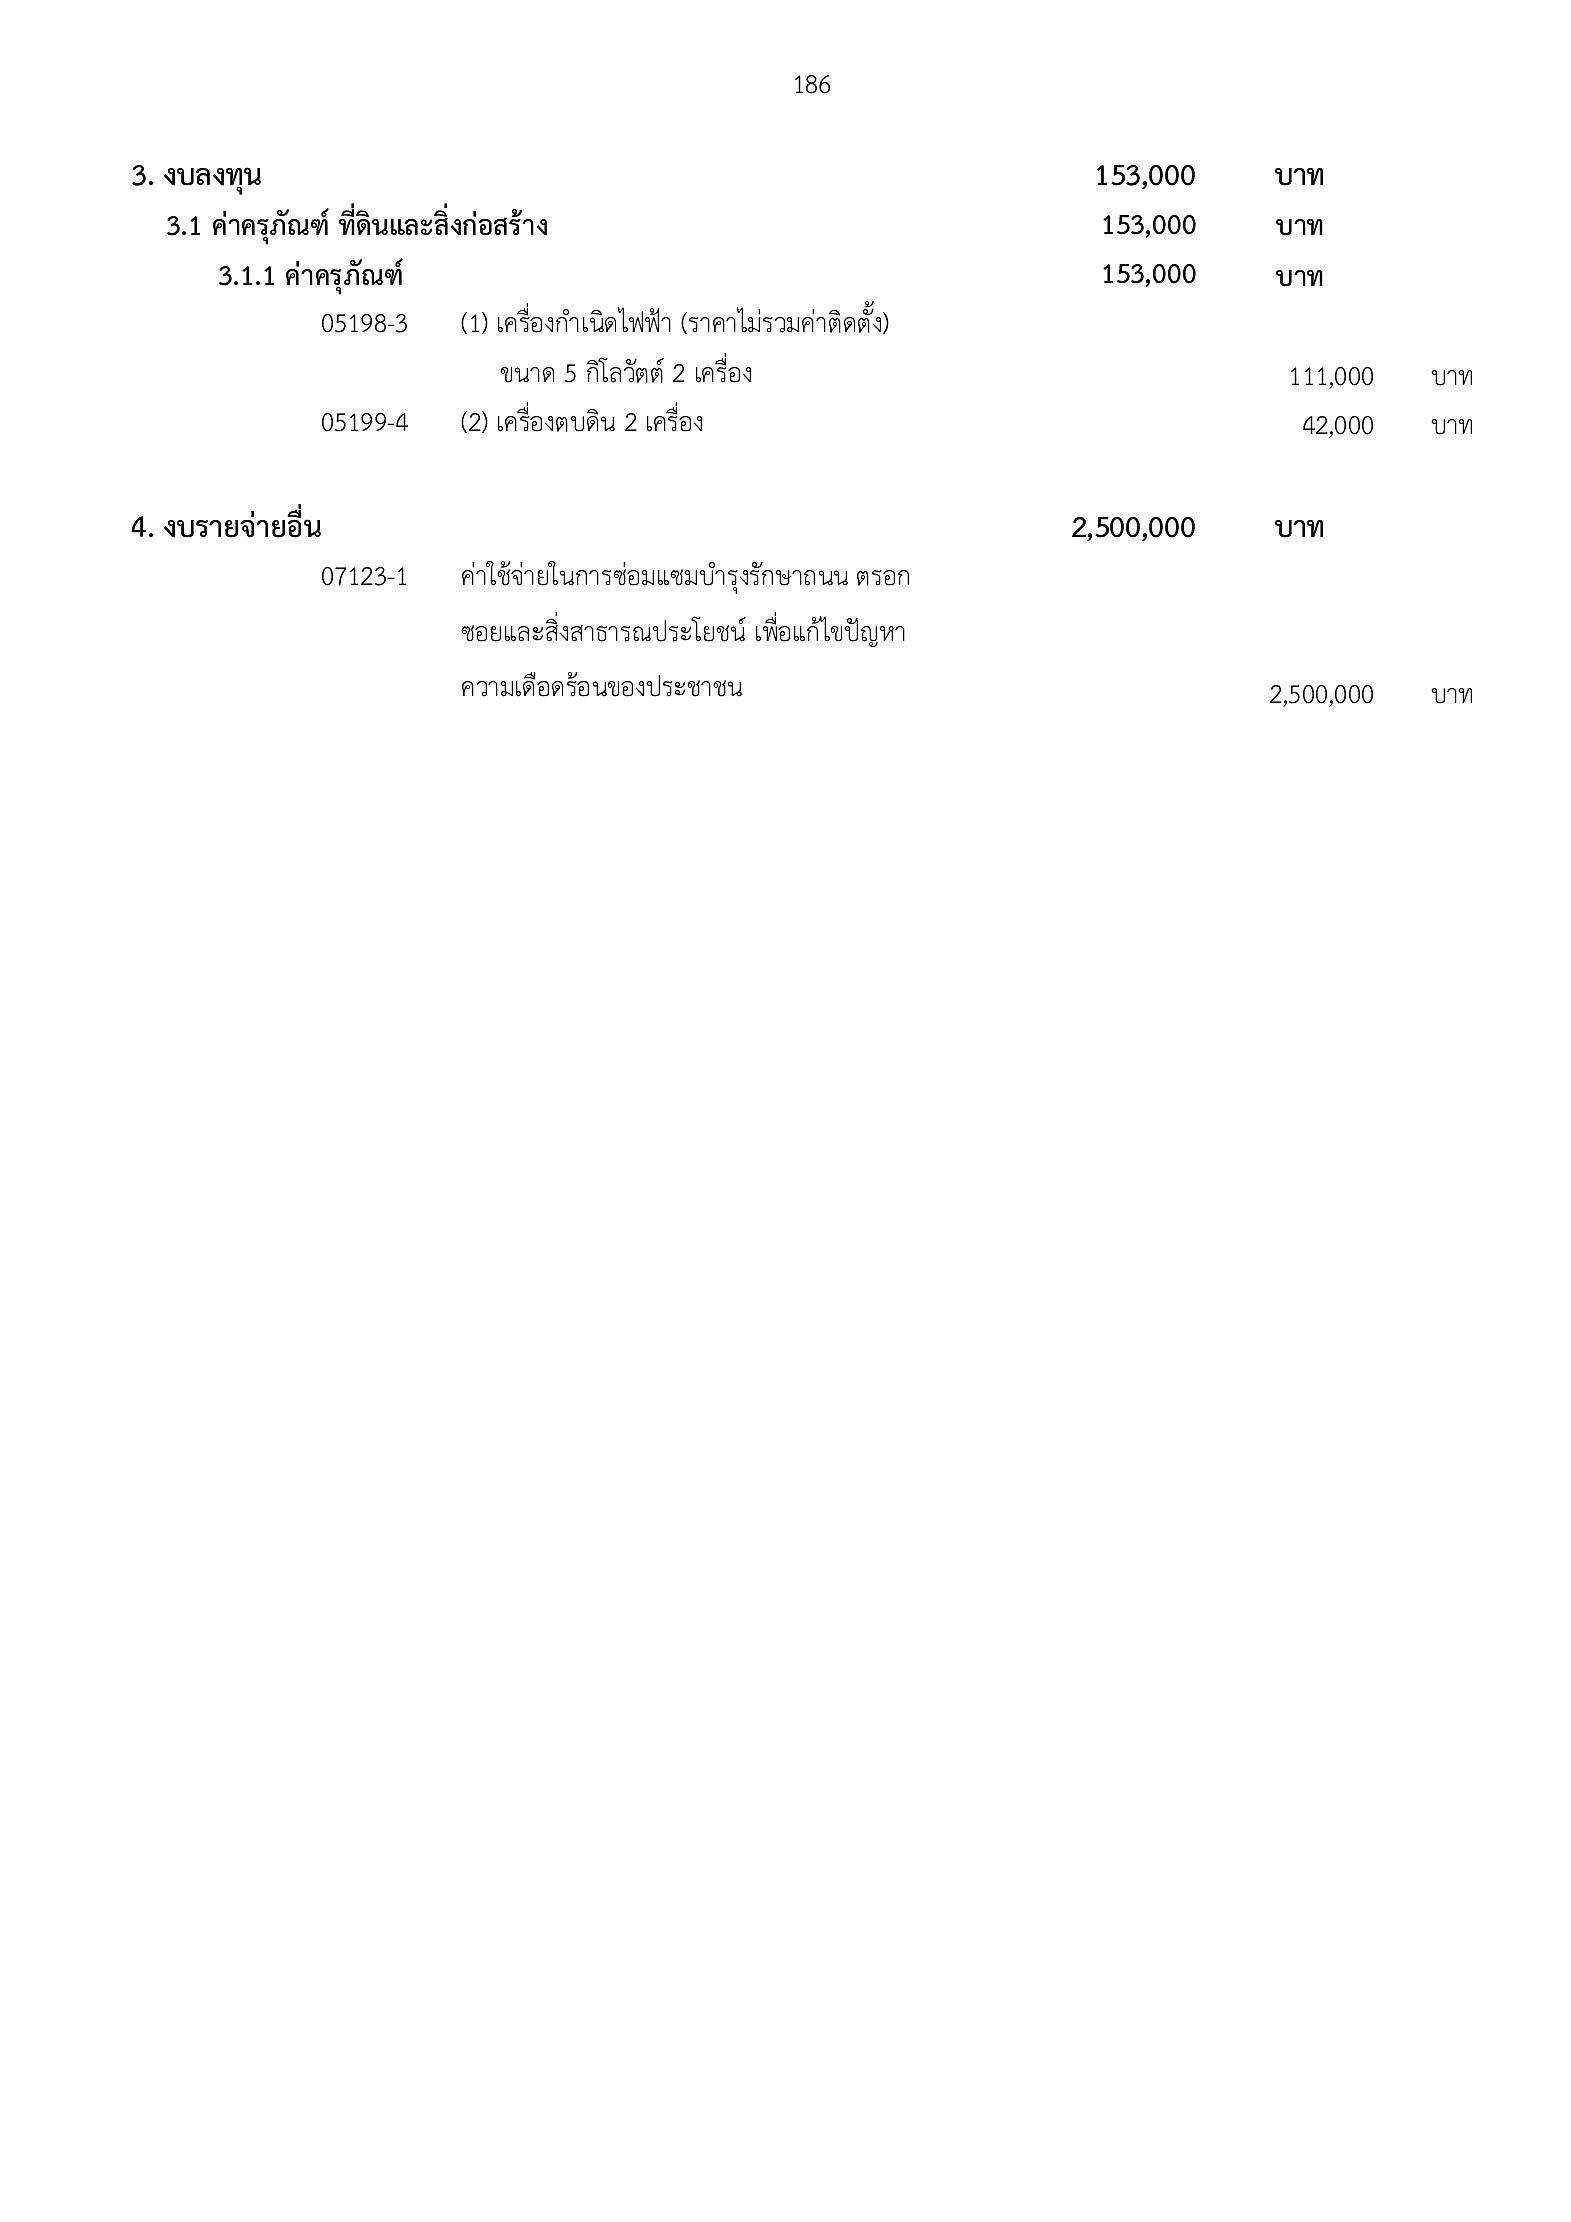 186
3. งบลงทุน 153,000 บาท
3.1 ค่าครุภัณฑ์ ที่ดินและสิ่งก่อสร้าง 153,000 บาท
3.1.1 ค่าครุภัณฑ์ 153,000 บาท
05198-3 (1) เครื่องกำเนิดไฟฟ้า (ราคาไม่รวมค่าติดตั้ง)
ขนาด 5 กิโลวัตต์ 2 เครื่อง 111,000 บาท
05199-4 (2) เครื่องตบดิน 2 เครื่อง 42,000 บาท
4. งบรายจ่ายอื่น 2,500,000 บาท
07123-1 ค่าใช้จ่ายในการซ่อมแซมบำรุงรักษาถนน ตรอก
ซอยและสิ่งสาธารณประโยชน์ เพื่อแก้ไขปัญหา
ความเดือดร้อนของประชาชน 2,500,000 บาท